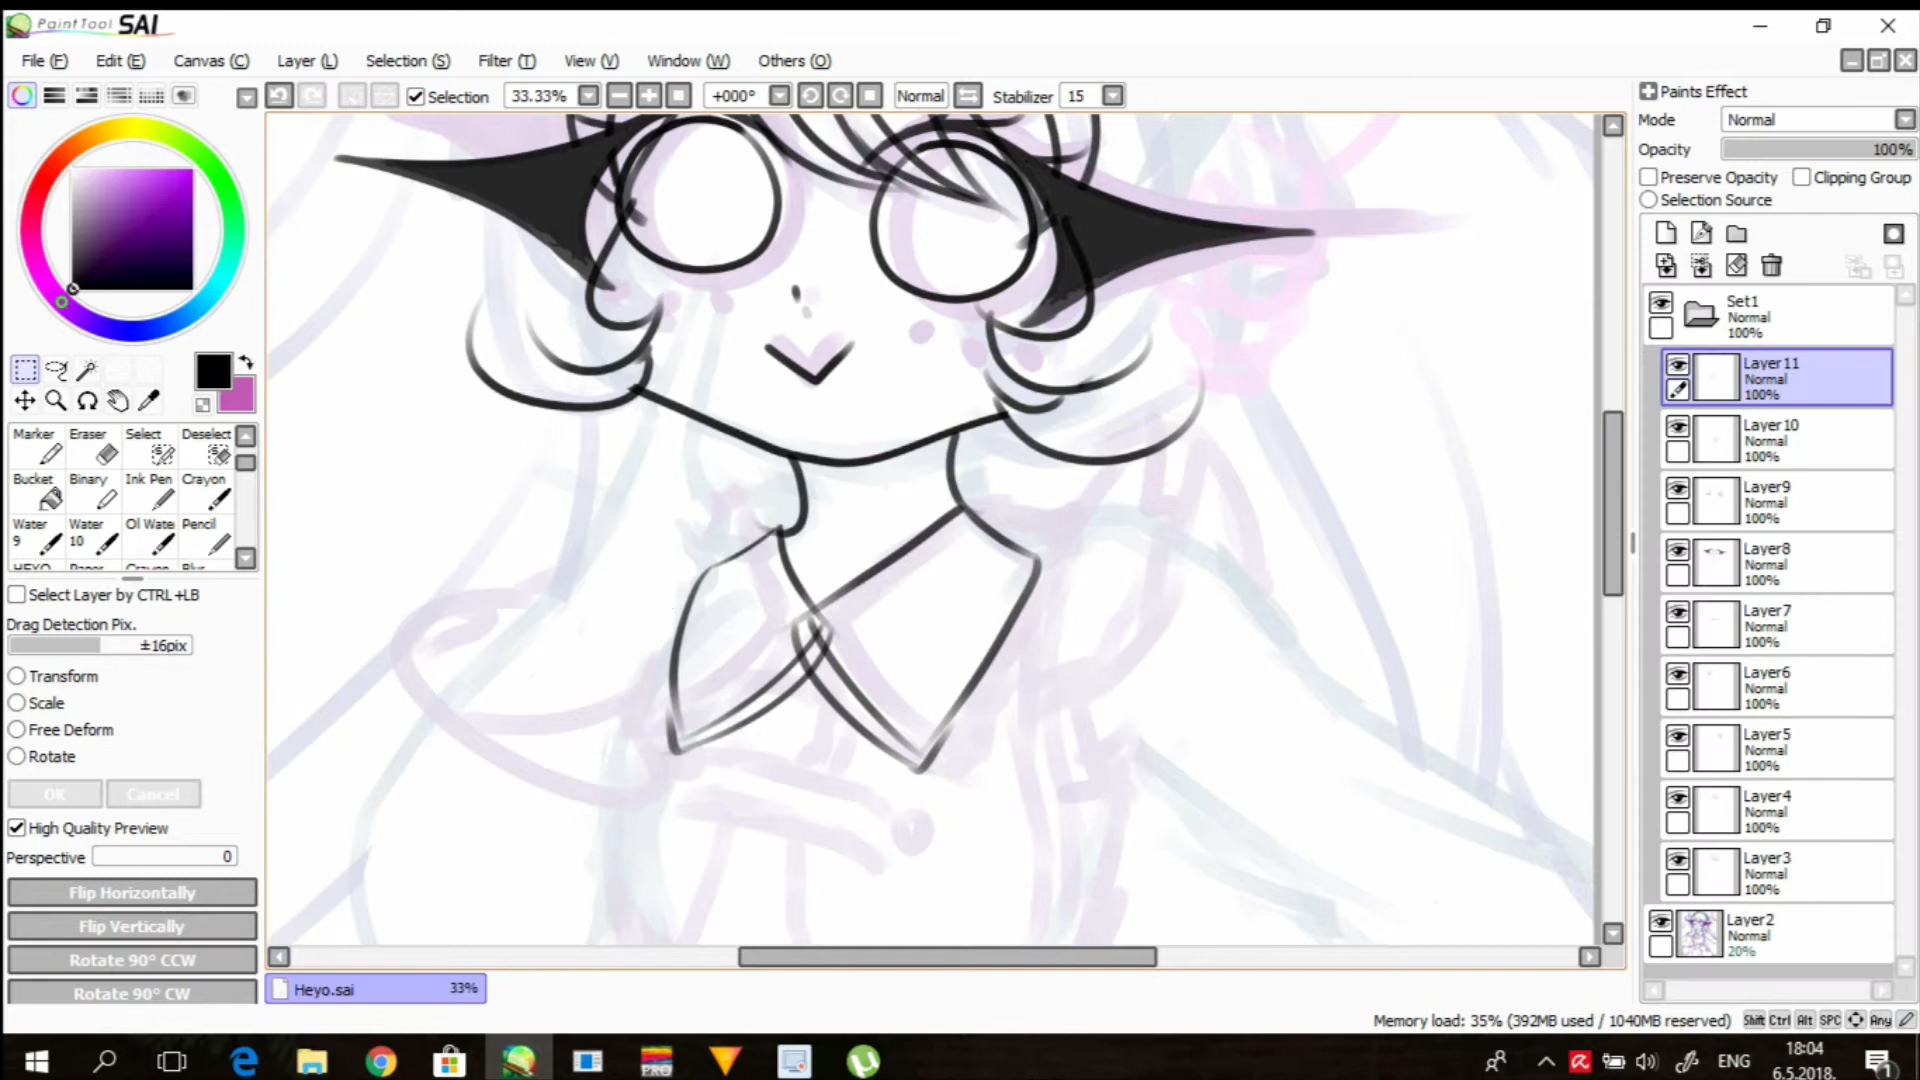 PaintTool SAI
File (F) Edit (E) Canvas (C) Layer (L) Selection (S) Filter (T) View (V) Window (W) Others (O)
Selection 33.33% +000° Normal Stabilizer 15
Paints Effect
Mode Normal
Opacity 100%
Preserve Opacity Clipping Group
Selection Source
Set1
Normal
100%
Layer11
Normal
100%
Layer10
Normal
100%
Layer9
Normal
100%
Layer8
Normal
100%
Layer7
Normal
100%
Layer6
Normal
100%
Layer5
Normal
100%
Layer4
Normal
100%
Layer3
Normal
100%
Layer2
Normal
20%
Marker Eraser Select Deselect
Bucket Binary Ink Pen Crayon
Water Water Ol Wate Pencil
9 10
HEYO Paper Crayon Blur
Select Layer by CTRL+LB
Drag Detection Pix.
±16pix
Transform
Scale
Free Deform
Rotate
OK Cancel
High Quality Preview
Perspective 0
Flip Horizontally
Flip Vertically
Rotate 90° CCW
Rotate 90° CW
Heyo.sai 33%
Memory load: 35% (392MB used / 1040MB reserved) Shift Ctrl Alt SPC Any
PRO
ENG
18:04
6.5.2018.
1